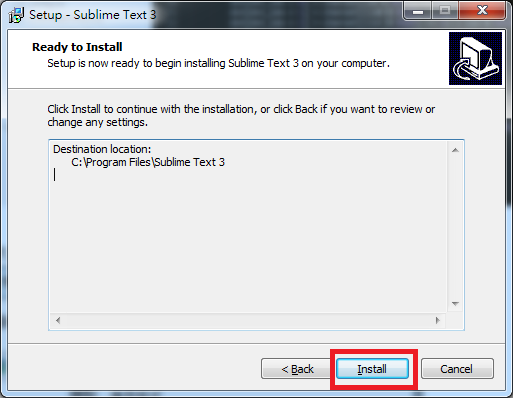 Setup - Sublime Text 3
Ready to Install
Setup is now ready to begin installing Sublime Text 3 on your computer.
Click Install to continue with the installation, or click Back if you want to review or
change any settings.
Destination location:
C:\Program Files\Sublime Text 3
< Back
Install
Cancel